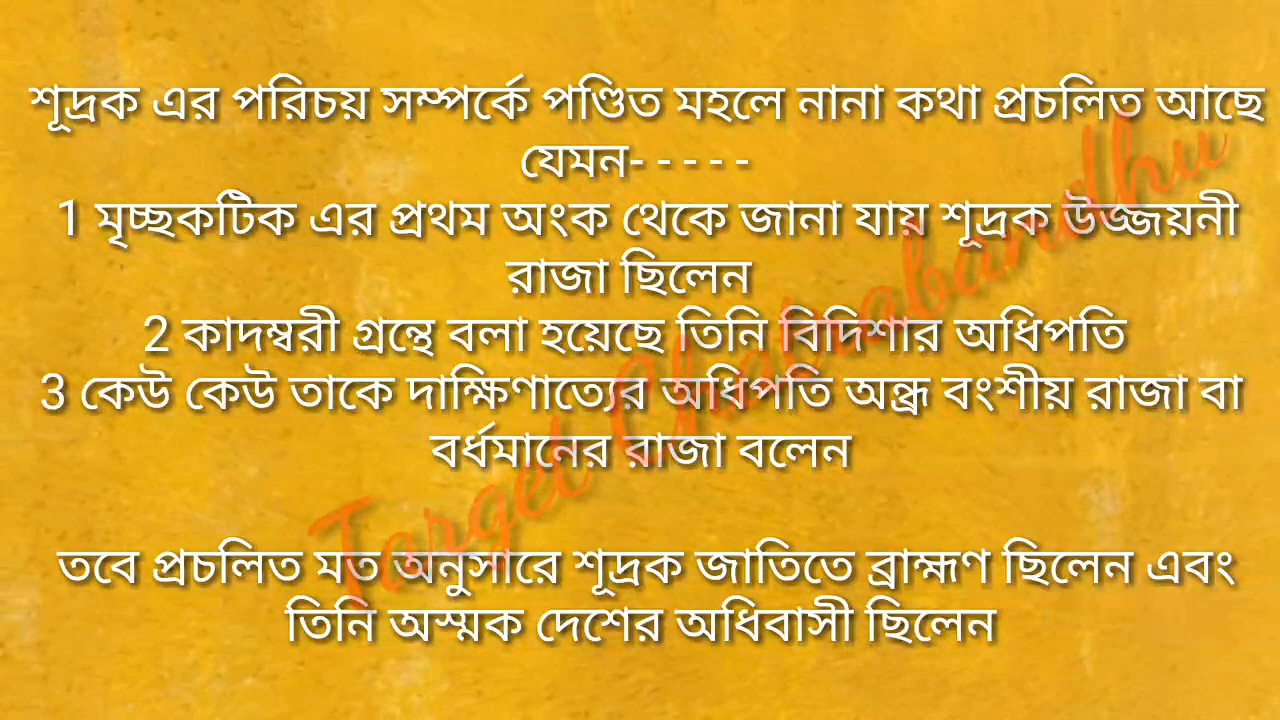 শূদ্রক এর পরিচয় সম্পর্কে পণ্ডিত মহলে নানা কথা প্রচলিত আছে
যেমন- - - - -
1 মৃচ্ছকটিক এর প্রথম অংক থেকে জানা যায় শূদ্রক উজ্জয়নী
রাজা ছিলেন
2 কাদম্বরী গ্রন্থে বলা হয়েছে তিনি বিদিশার অধিপতি
3 কেউ কেউ তাকে দাক্ষিণাত্যের অধিপতি অন্ধ্র বংশীয় রাজা বা
বর্ধমানের রাজা বলেন
তবে প্রচলিত মত অনুসারে শূদ্রক জাতিতে ব্রাহ্মণ ছিলেন এবং
তিনি অস্মক দেশের অধিবাসী ছিলেন
Target Chatrabandhu